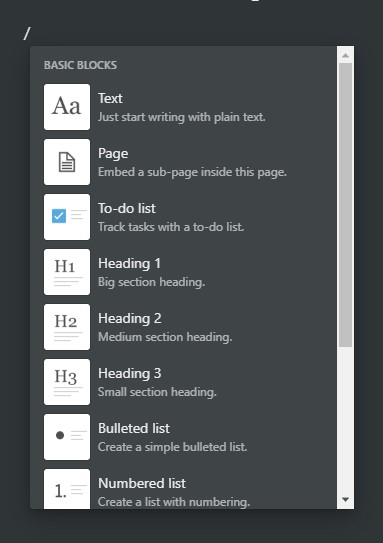 /
BASIC BLOCKS
Aa
Text
Just start writing with plain text.
Page
Embed a sub-page inside this page.
To-do list
Track tasks with a to-do list.
H1
Heading 1
Big section heading.
H2
Heading 2
Medium section heading.
H3
Heading 3
Small section heading.
Bulleted list
Create a simple bulleted list.
1.
Numbered list
Create a list with numbering.